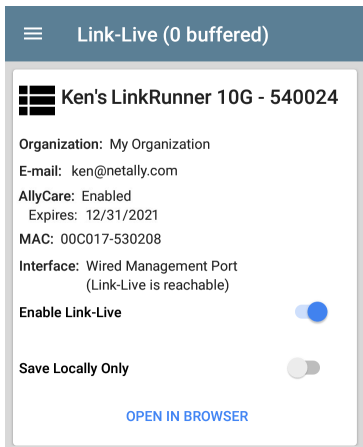 Link-Live (0 buffered)
Ken's LinkRunner 10G - 540024
Organization: My Organization
E-mail: ken@netally.com
AllyCare: Enabled
Expires: 12/31/2021
MAC: 00C017-530208
Interface: Wired Management Port
(Link-Live is reachable)
Enable Link-Live
Save Locally Only
OPEN IN BROWSER